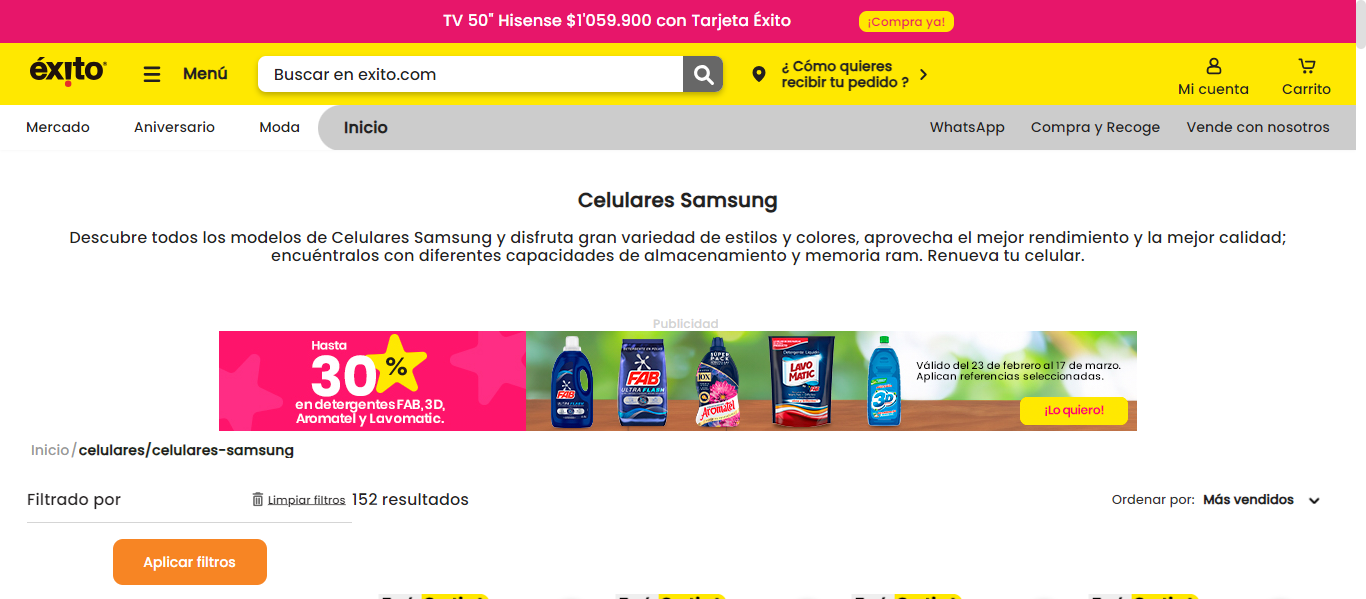 TV 50" Hisense $1'059.900 con Tarjeta Éxito
¡Compra ya!
éxito
Menú
Buscar en exito.com
¿ Cómo quieres
recibir tu pedido ?
Mi cuenta
Carrito
Mercado
Aniversario
Moda
Inicio
WhatsApp
Compra y Recoge
Vende con nosotros
Celulares Samsung
Descubre todos los modelos de Celulares Samsung y disfruta gran variedad de estilos y colores, aprovecha el mejor rendimiento y la mejor calidad;
encuéntralos con diferentes capacidades de almacenamiento y memoria ram. Renueva tu celular.
Publicidad
Hasta
30%
en detergentes FAB, 3D,
Aromatel y Lavomatic.
FAB
FAB
ULTRA FLASH
SÚPER
PACK
10X
Aromatel
Detergente Líquido
LAVO
MATIC
3D
Válido del 23 de febrero al 17 de marzo.
Aplican referencias seleccionadas.
¡Lo quiero!
Inicio/celulares/celulares-samsung
Filtrado por
Limpiar filtros
152 resultados
Ordenar por: Más vendidos
Aplicar filtros